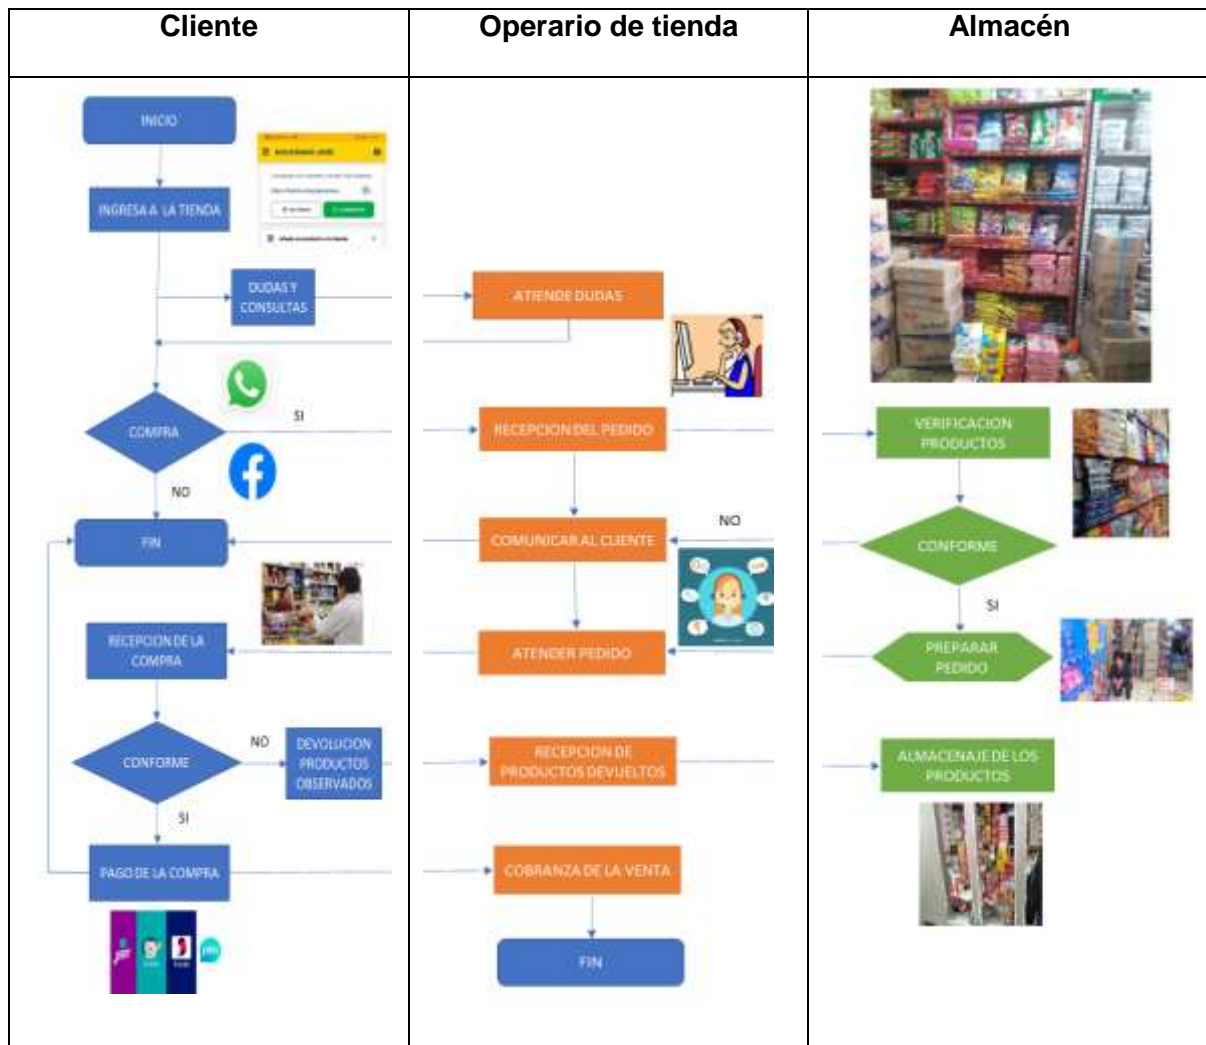 Cliente
Operario de tienda
Almacén
INICIO
INGRESA A LA TIENDA
DUDAS Y
CONSULTAS
COMPRA
SI
NO
FIN
RECEPCION DE LA
COMPRA
CONFORME
NO
DEVOLUCION
PRODUCTOS
OBSERVADOS
SI
PAGO DE LA COMPRA
ATIENDE DUDAS
RECEPCION DEL PEDIDO
COMUNICAR AL CLIENTE
NO
ATENDER PEDIDO
RECEPCION DE
PRODUCTOS DEVUELTOS
COBRANZA DE LA VENTA
FIN
VERIFICACION
PRODUCTOS
CONFORME
SI
PREPARAR
PEDIDO
ALMACENAJE DE LOS
PRODUCTOS